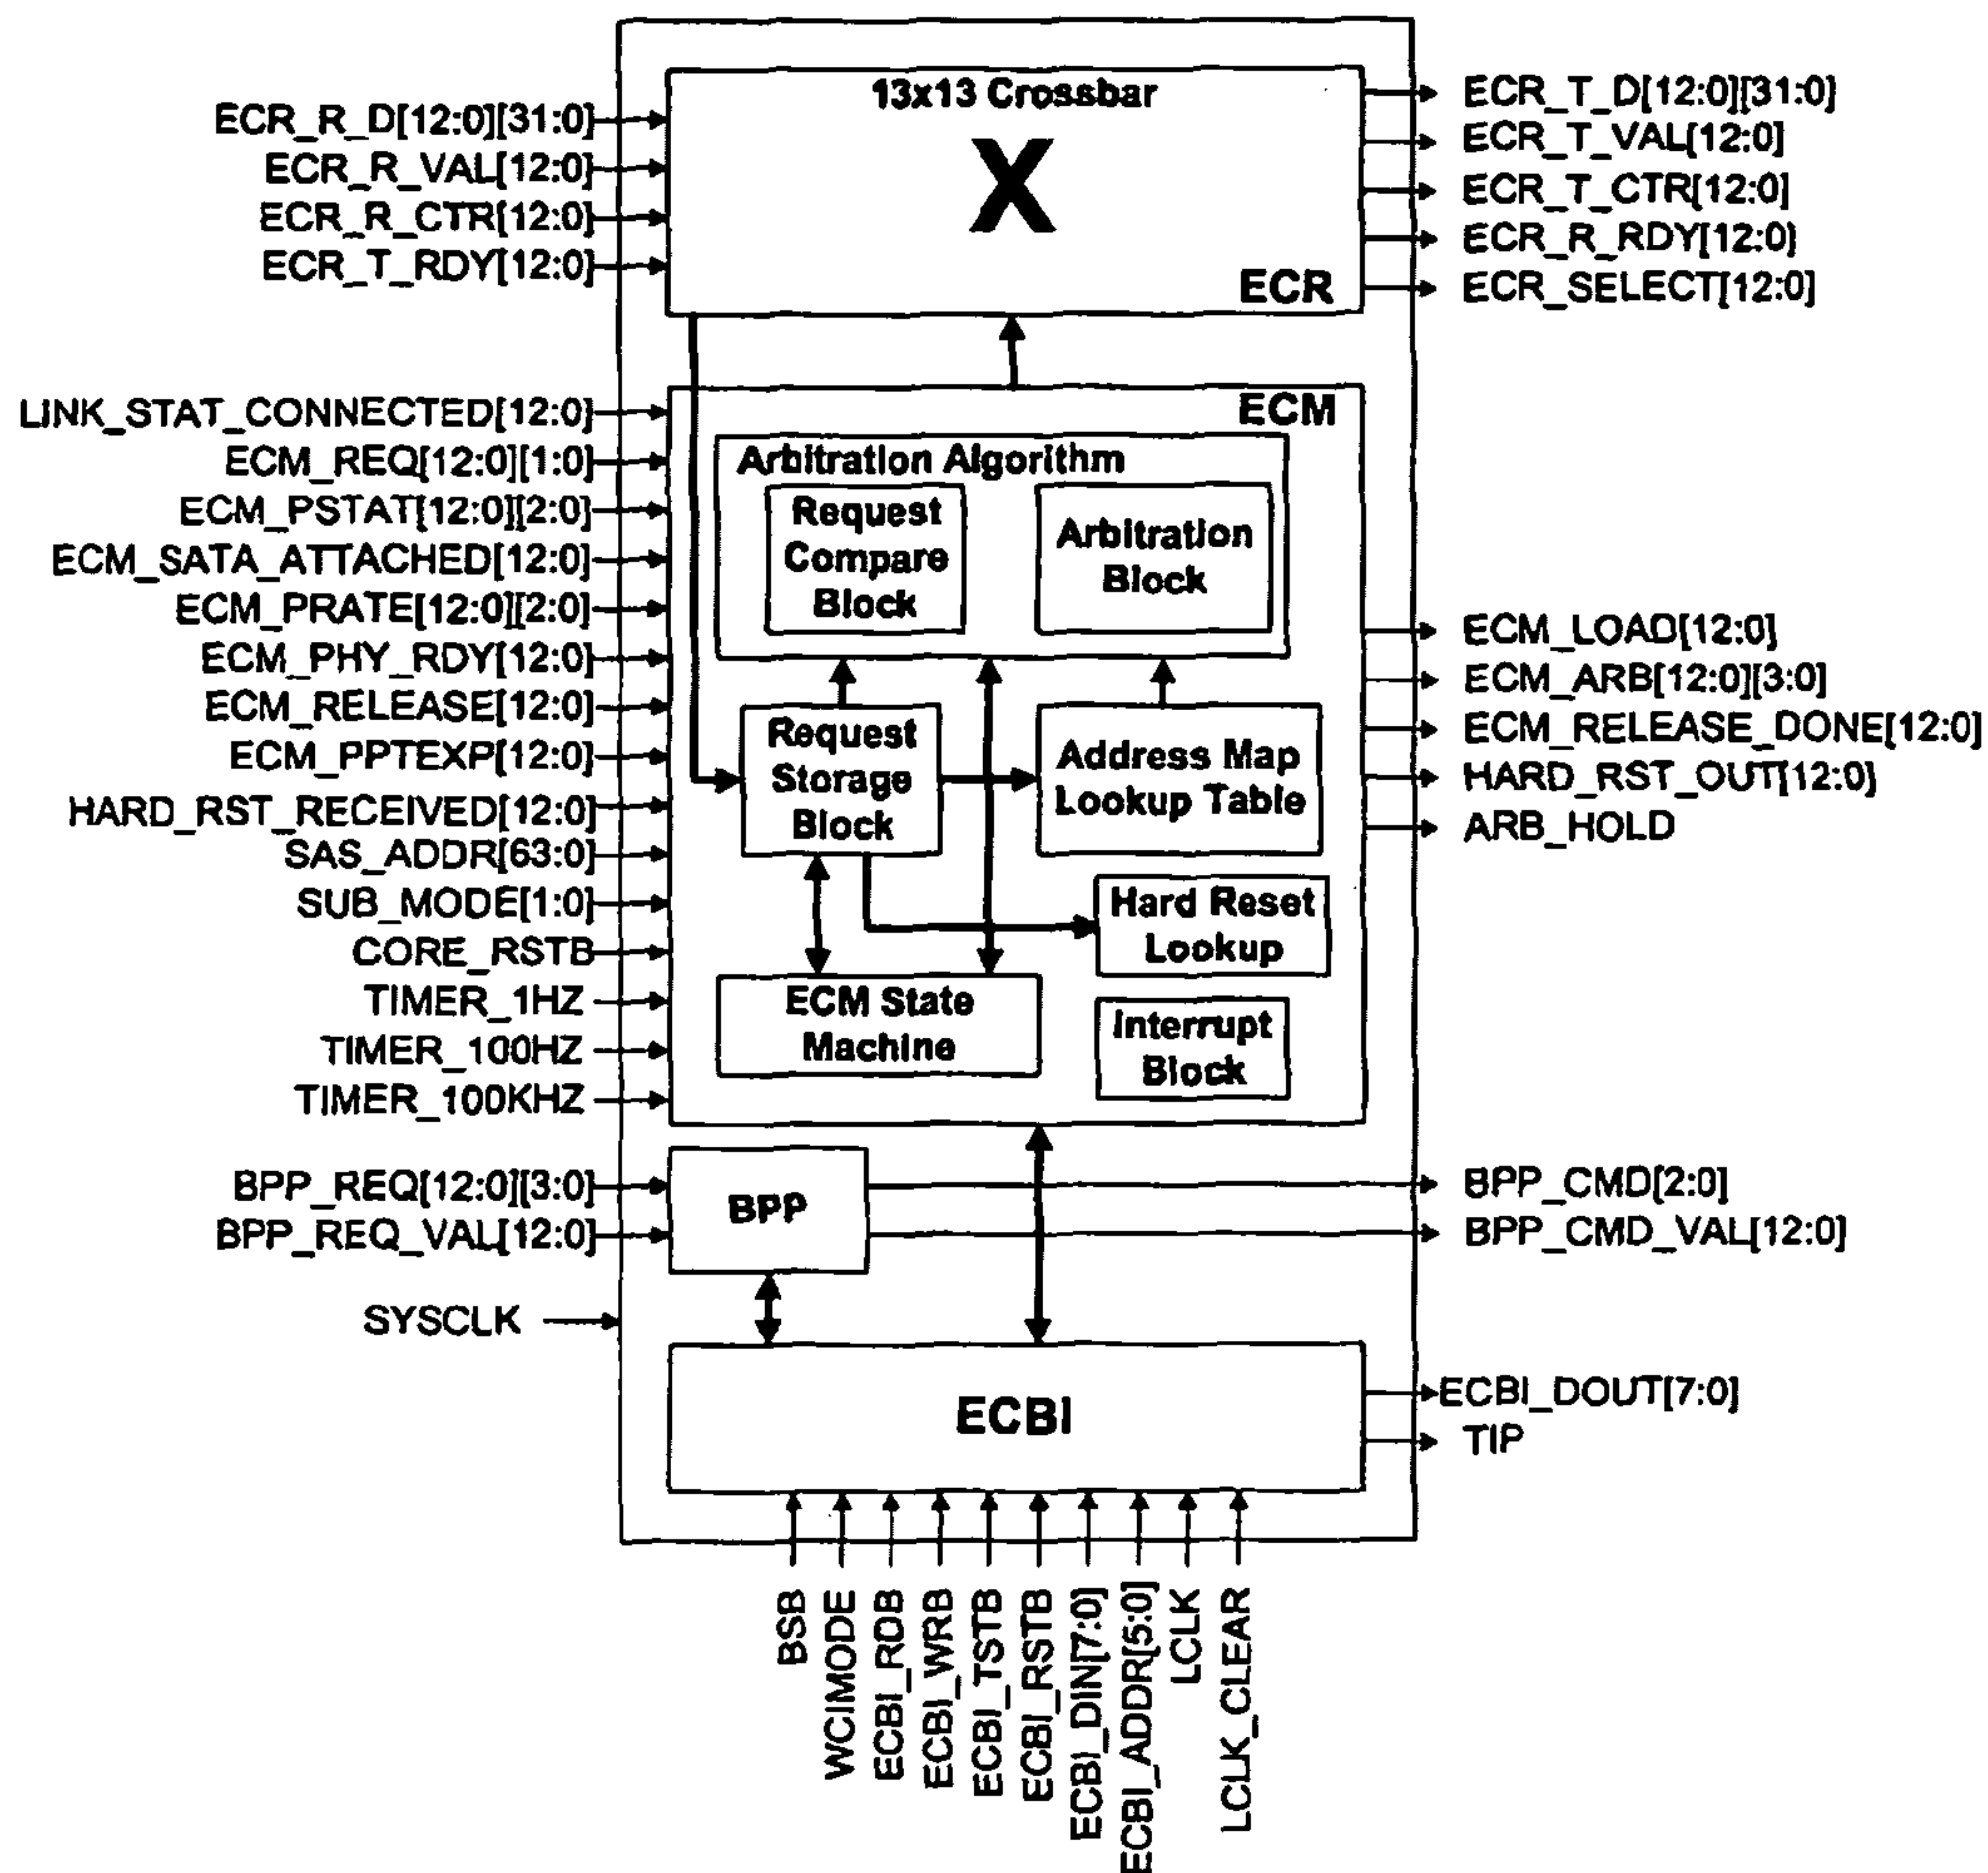 13x13 Crossbar
X
ECR
ECR_R_D[12:0][31:0]
ECR_R_VAL[12:0]
ECR_R_CTR[12:0]
ECR_T_RDY[12:0]
ECR_T_D[12:0][31:0]
ECR_T_VAL[12:0]
ECR_T_CTR[12:0]
ECR_R_RDY[12:0)
ECR_SELECT[12:0]
LINK_STAT_CONNECTED[12:0]
ECM_REQ[12:0][1:0]
ECM_PSTAT[12:0][2:0]
ECM_SATA_ATTACHED[12:0]
ECM_PRATE[12:0][2:0]
ECM_PHY_RDY[12:0]
ECM_RELEASE[12:0]
ECM_PPTEXP[12:0]
HARD_RST_RECEIVED[12:0]
SAS_ADDR[63:0]
SUB_MODE[1:0]
CORE_RSTB
TIMER_1HZ
TIMER_100HZ
TIMER_100KHZ
ECM
Arbitration Algorithm
Request
Compare
Block
Arbitration
Block
Request
Storage
Block
Address Map
Lookup Table
Hard Reset
Lookup
ECM State
Machine
Interrupt
Block
ECM_LOAD[12:0]
ECM_ARB[12:0][3:0]
ECM_RELEASE_DONE[12:0]
HARD_RST_OUT[12:0]
ARB_HOLD
BPP_REQ[12:0][3:0]
BPP_REQ_VAL[12:0]
BPP
BPP_CMD[2:0]
BPP_CMD_VAL[12:0]
SYSCLK
ECBI
ECBI_DOUT[7:0]
TIP
BSB
WCIMODE
ECBI_RDB
ECBI_WRB
ECBI_TSTB
ECBI_RSTB
ECBI_DIN[7:0]
ECBI_ADDR[5:0]
LCLK
LCLK_CLEAR